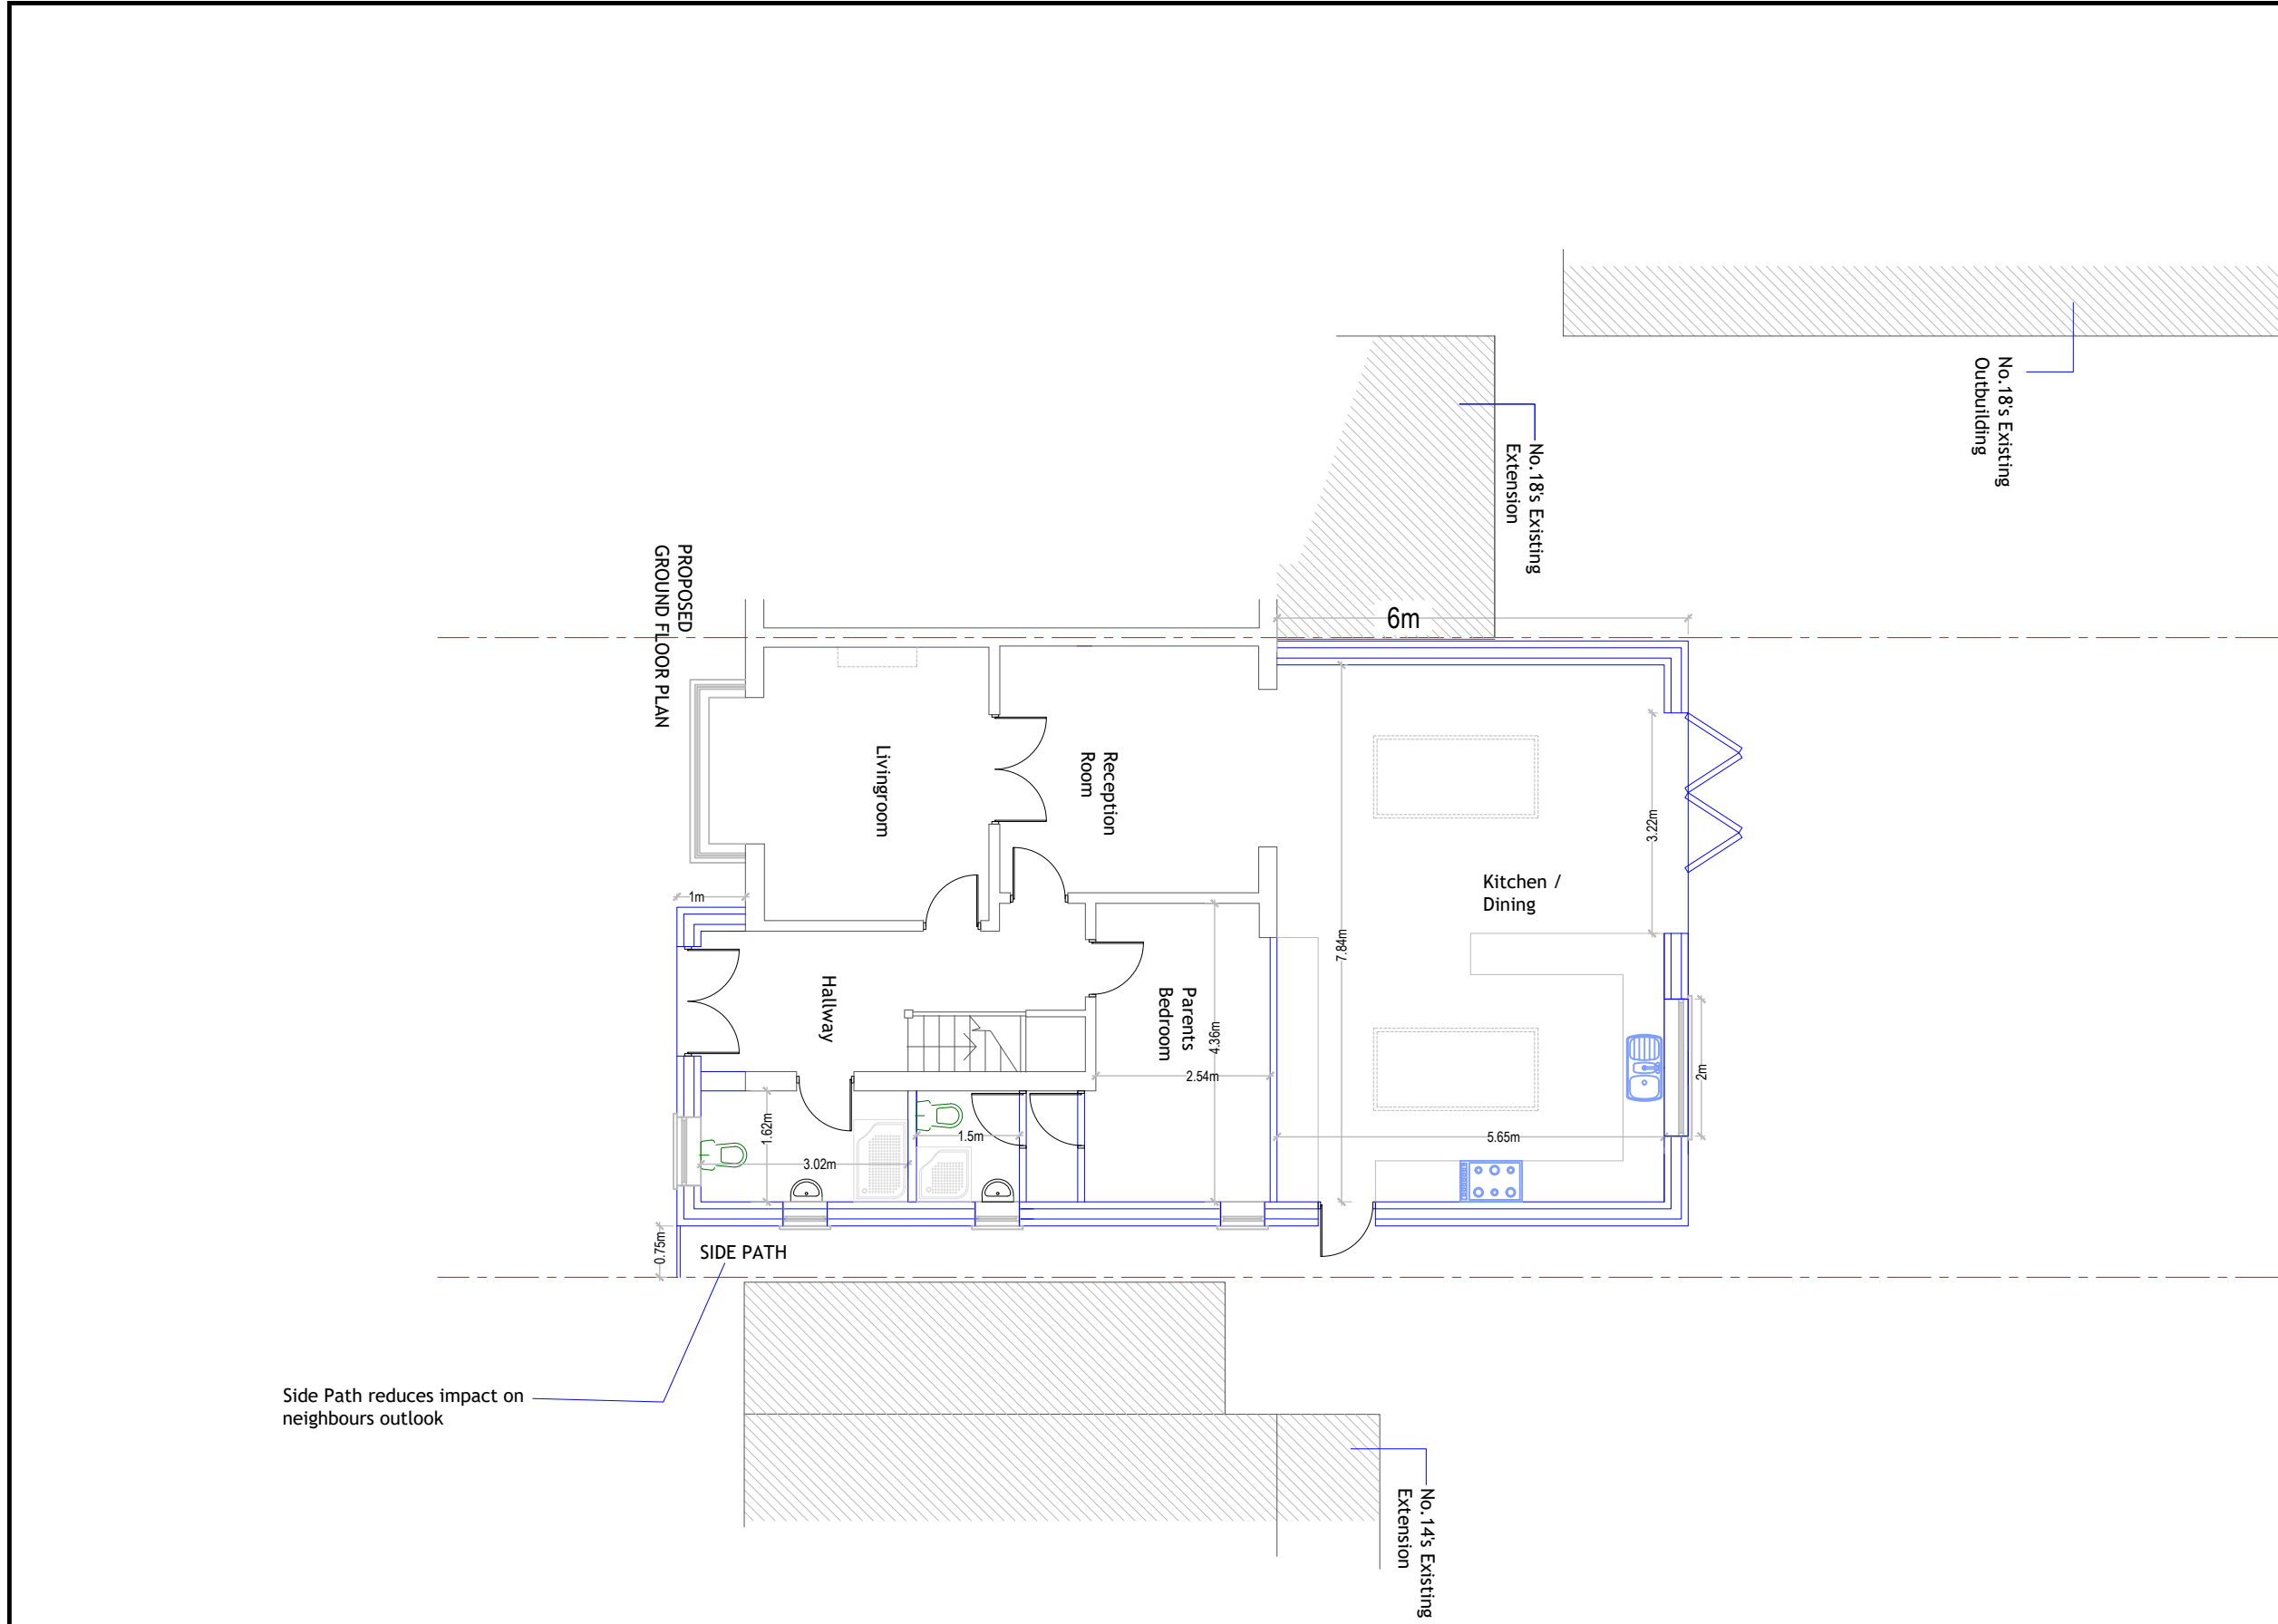 No.18's Existing
Outbuilding
No.18's Existing
Extension
PROPOSED
GROUND FLOOR PLAN
6m
Livingroom
Reception
Room
3.22m
Kitchen /
Dining
1m
7.84m
Hallway
Parents
Bedroom
4.36m
2.54m
2m
1.62m
1.5m
5.65m
3.02m
0.75m
SIDE PATH
Side Path reduces impact on
neighbours outlook
No.14's Existing
Extension